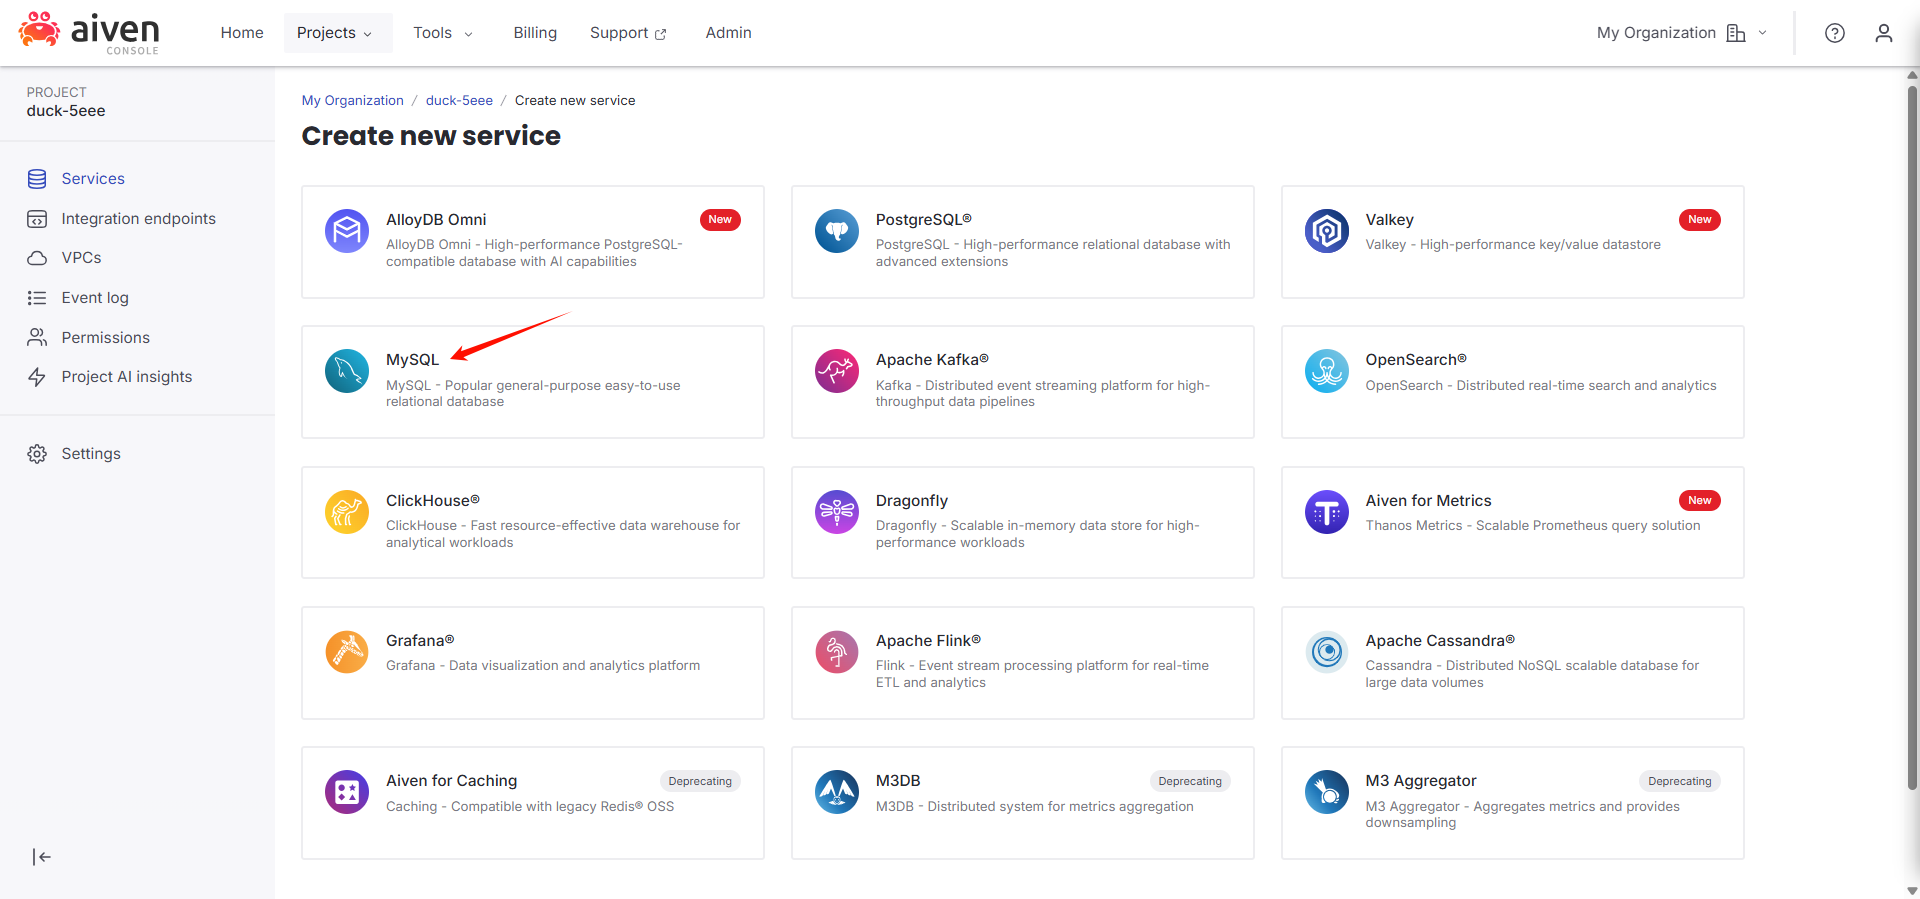 aiven
CONSOLE
Home
Projects
Tools
Billing
Support
Admin
My Organization
PROJECT
duck-5eee
Services
Integration endpoints
VPCs
Event log
Permissions
Project AI insights
Settings
My Organization / duck-5eee / Create new service
Create new service
AlloyDB Omni
New
AlloyDB Omni - High-performance PostgreSQL-
compatible database with AI capabilities
PostgreSQL®
PostgreSQL - High-performance relational database with
advanced extensions
Valkey
New
Valkey - High-performance key/value datastore
MySQL
MySQL - Popular general-purpose easy-to-use
relational database
Apache Kafka®
Kafka - Distributed event streaming platform for high-
throughput data pipelines
OpenSearch®
OpenSearch - Distributed real-time search and analytics
ClickHouse®
ClickHouse - Fast resource-effective data warehouse for
analytical workloads
Dragonfly
Dragonfly - Scalable in-memory data store for high-
performance workloads
Aiven for Metrics
New
Thanos Metrics - Scalable Prometheus query solution
Grafana®
Grafana - Data visualization and analytics platform
Apache Flink®
Flink - Event stream processing platform for real-time
ETL and analytics
Apache Cassandra®
Cassandra - Distributed NoSQL scalable database for
large data volumes
Aiven for Caching
Deprecating
Caching - Compatible with legacy Redis® OSS
M3DB
Deprecating
M3DB - Distributed system for metrics aggregation
M3 Aggregator
Deprecating
M3 Aggregator - Aggregates metrics and provides
downsampling